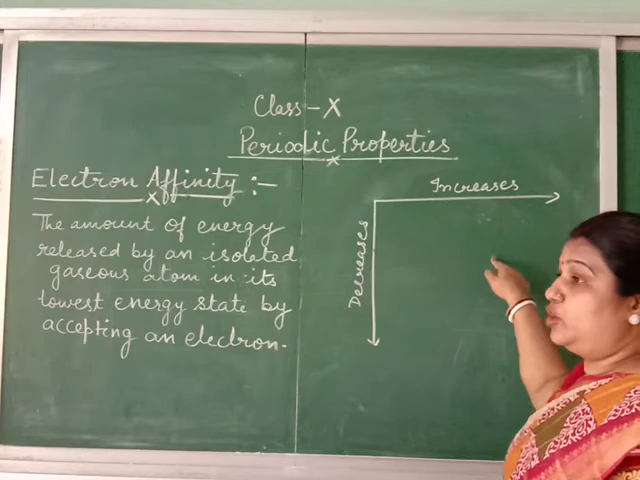 Class - X
Periodic Properties
Electron Affinity :-
The amount of energy
released by an isolated
gaseous atom in its
lowest energy state by
accepting an electron.
Increases
Decreases